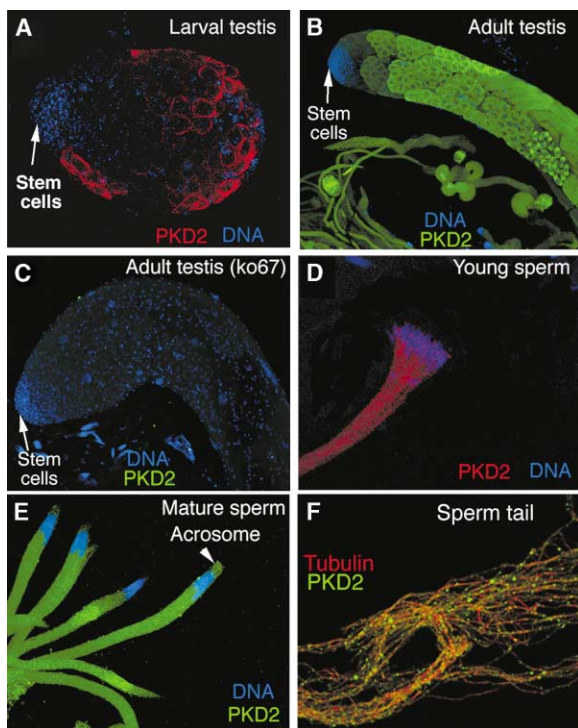 A
Larval testis
Stem
cells
PKD2 DNA
B
Adult testis
Stem
cells
DNA
PKD2
C
Adult testis (ko67)
Stem
cells
DNA
PKD2
D
Young sperm
PKD2 DNA
E
Mature sperm
Acrosome
DNA
PKD2
F
Sperm tail
Tubulin
PKD2